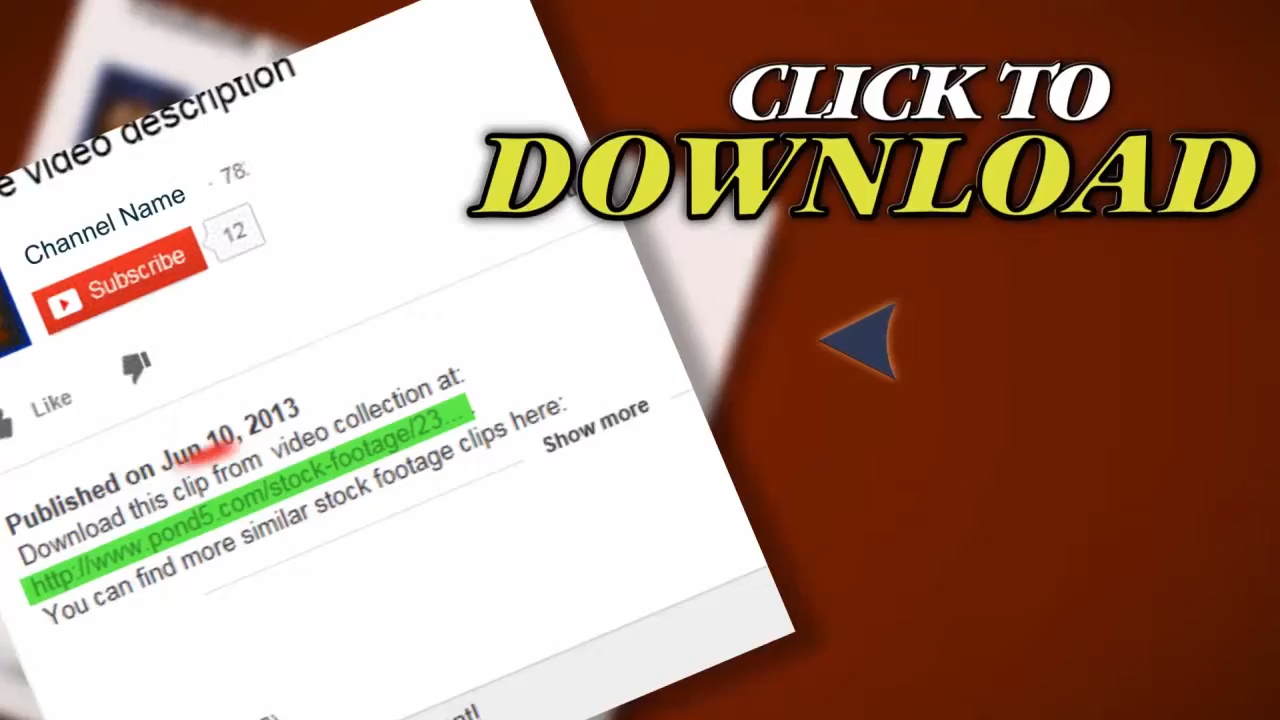 CLICK TO
DOWNLOAD
video description
Channel Name
Subscribe
12
Like
Published on Jun 10, 2013
Download this clip from video collection at:
http://www.pond5.com/stock-footage/23...
You can find more similar stock footage clips here:
Show more